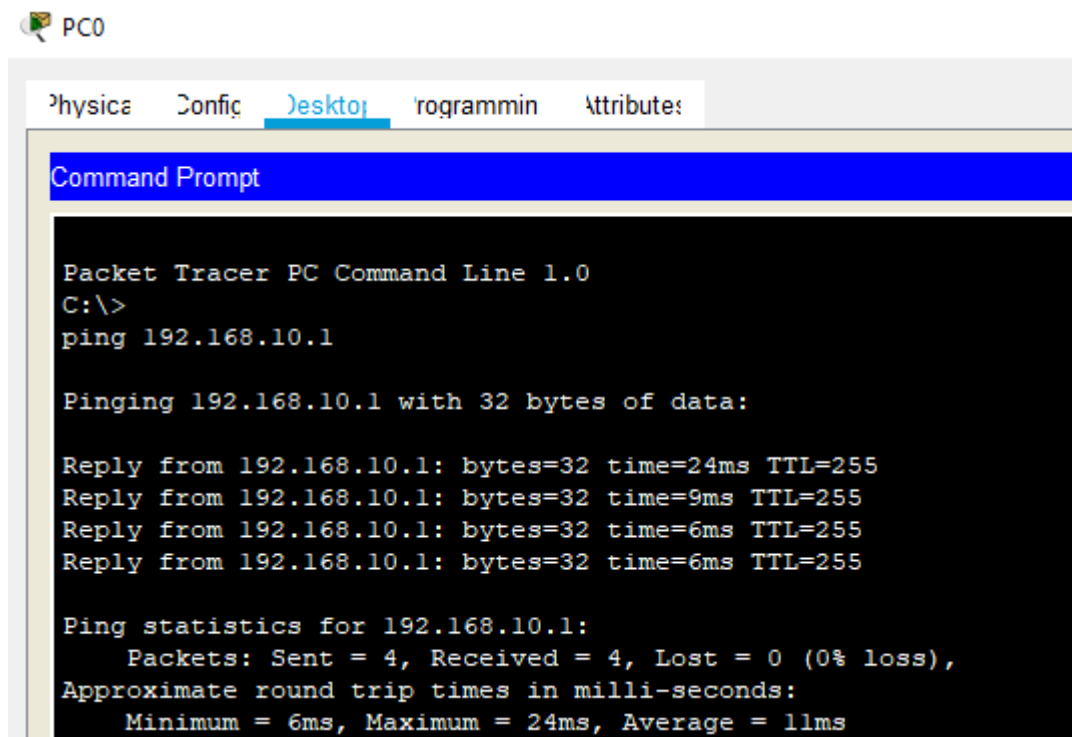 PC0
Physica Config Desktop rogrammin Attributes
Command Prompt
Packet Tracer PC Command Line 1.0
C:\>
ping 192.168.10.1
Pinging 192.168.10.1 with 32 bytes of data:
Reply from 192.168.10.1: bytes=32 time=24ms TTL=255
Reply from 192.168.10.1: bytes=32 time=9ms TTL=255
Reply from 192.168.10.1: bytes=32 time=6ms TTL=255
Reply from 192.168.10.1: bytes=32 time=6ms TTL=255
Ping statistics for 192.168.10.1:
Packets: Sent = 4, Received = 4, Lost = 0 (0% loss),
Approximate round trip times in milli-seconds:
Minimum = 6ms, Maximum = 24ms, Average = 11ms